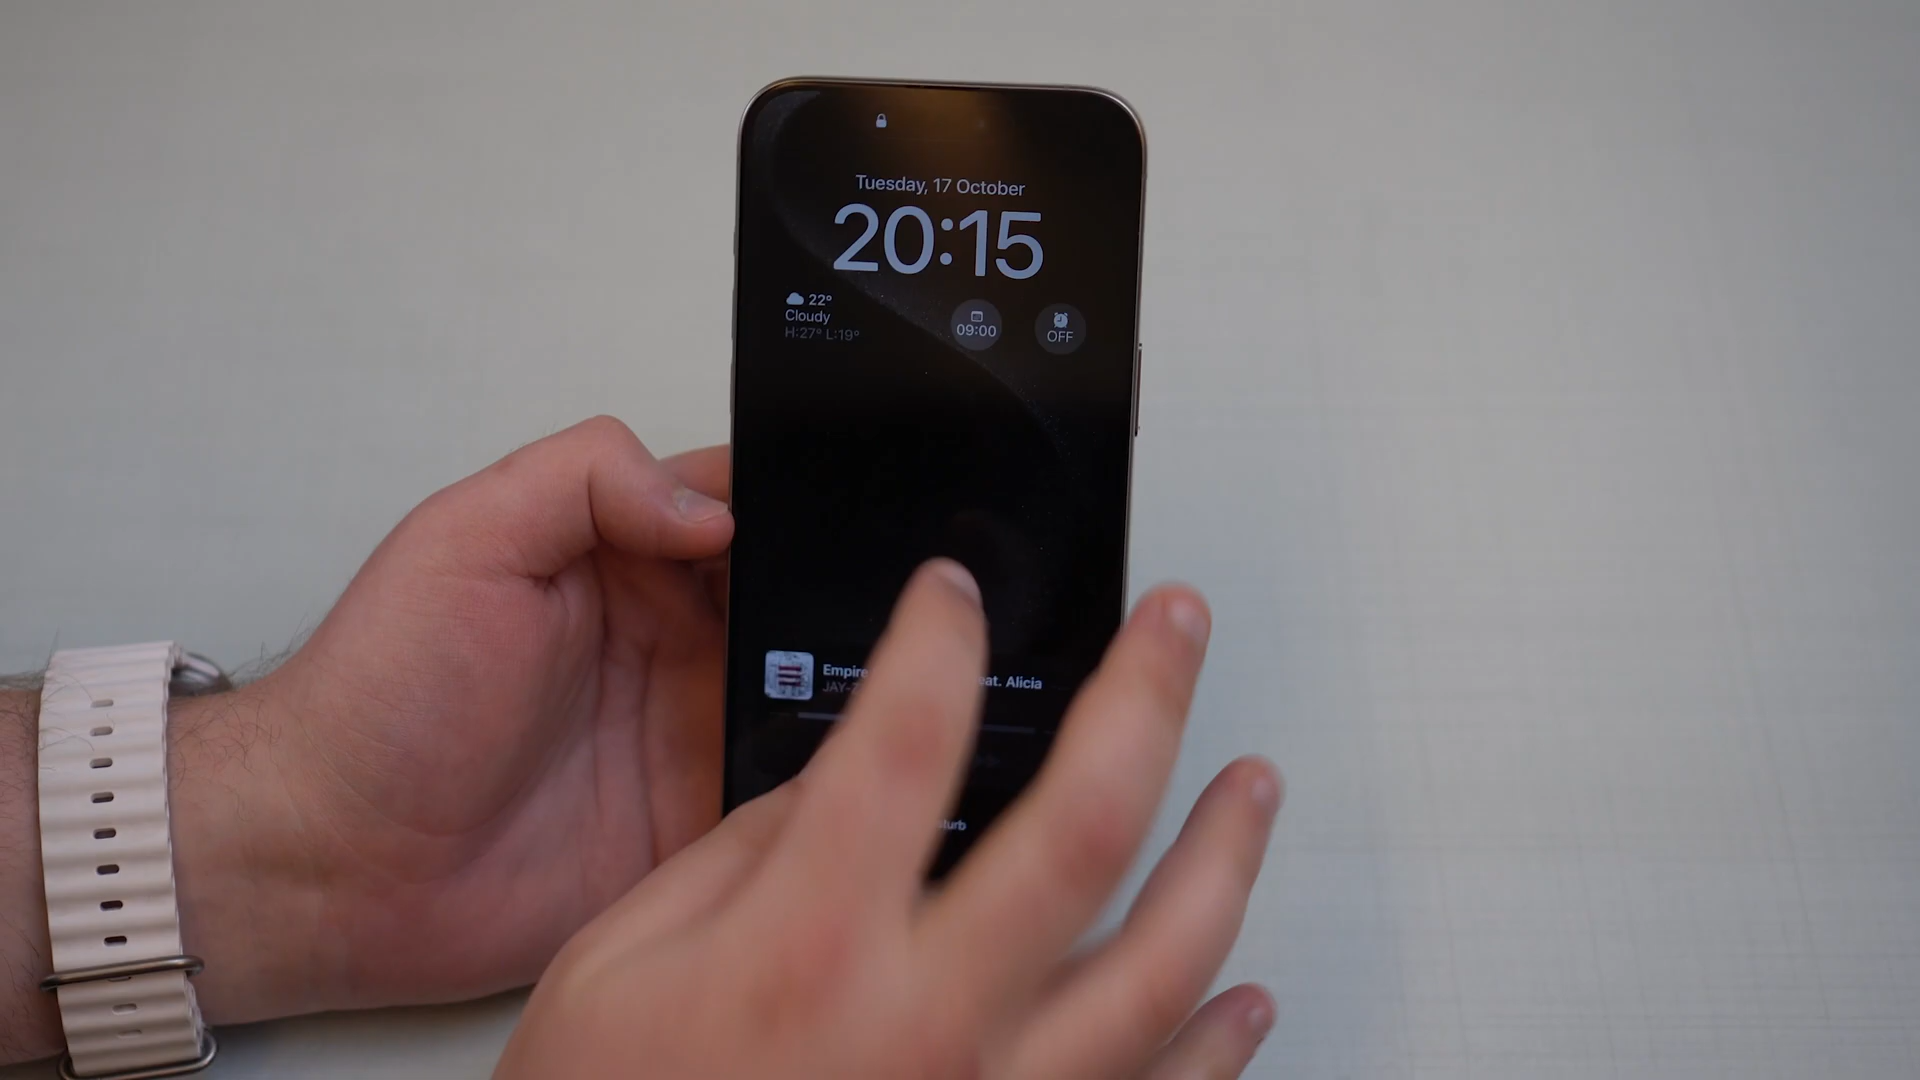 Tuesday, 17 October
20:15
22°
Cloudy
H:27° L:19°
09:00
OFF
Empire eat. Alicia
JAY-Z
turb